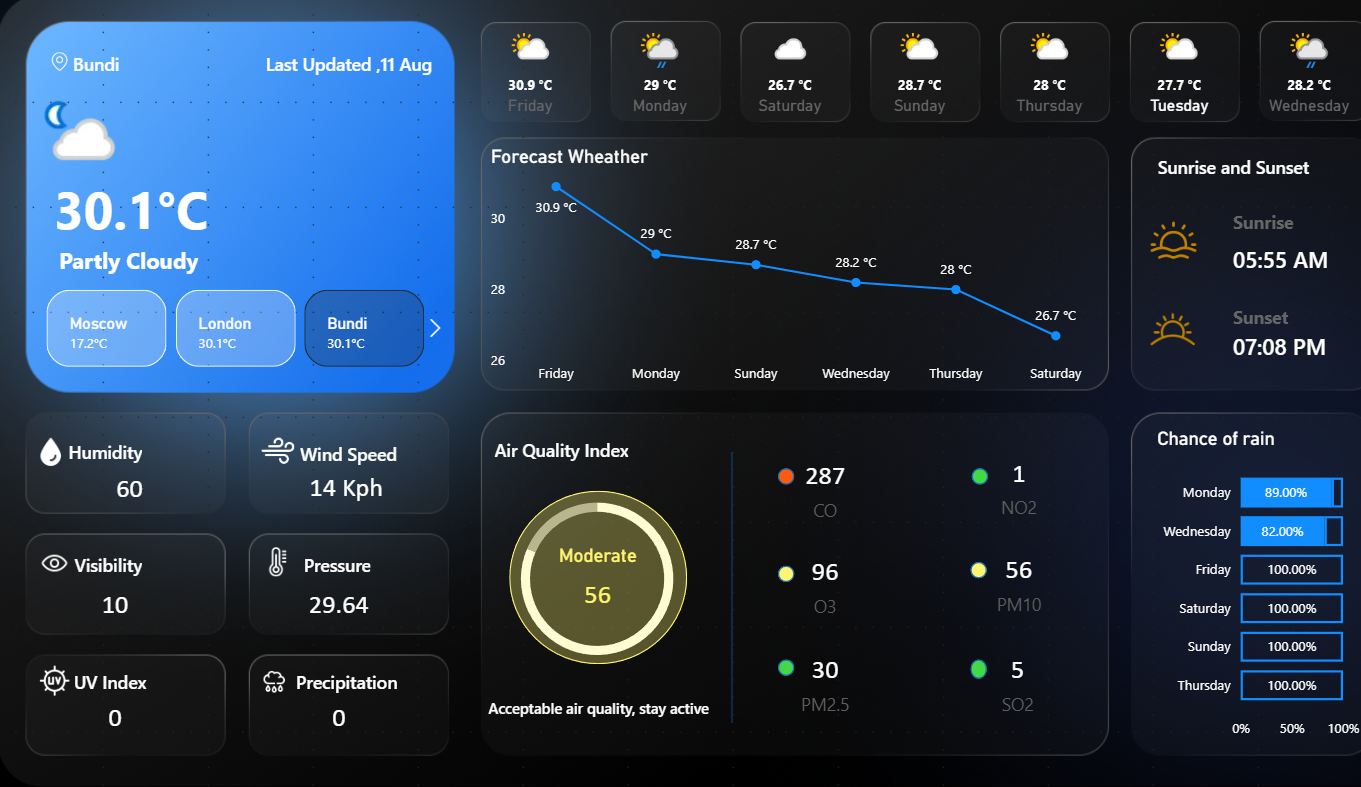 Bundi
Last Updated ,11 Aug
30.1°C
Partly Cloudy
Moscow
17.2°C
London
30.1°C
Bundi
30.1°C
30.9 °C
Friday
29 °C
Monday
26.7 °C
Saturday
28.7 °C
Sunday
28 °C
Thursday
27.7 °C
Tuesday
28.2 °C
Wednesday
Forecast Wheather
30
28
26
30.9 °C
29 °C
28.7 °C
28.2 °C
28 °C
26.7 °C
Friday
Monday
Sunday
Wednesday
Thursday
Saturday
Sunrise and Sunset
Sunrise
05:55 AM
Sunset
07:08 PM
Humidity
60
Wind Speed
14 Kph
Visibility
10
Pressure
29.64
UV
UV Index
0
Precipitation
0
Air Quality Index
Moderate
56
Acceptable air quality, stay active
287
CO
1
NO2
96
O3
56
PM10
30
PM2.5
5
SO2
Chance of rain
Monday 89.00%
Wednesday 82.00%
Friday 100.00%
Saturday 100.00%
Sunday 100.00%
Thursday 100.00%
0% 50% 100%